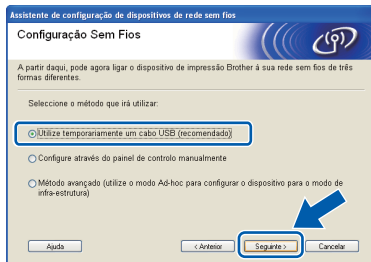 Assistente de configuração de dispositivos de rede sem fios
Configuração Sem Fios
A partir daqui, pode agora ligar o dispositivo de impressão Brother à sua rede sem fios de três
formas diferentes.
Seleccione o método que irá utilizar:
Utilize temporariamente um cabo USB (recomendado)
Configure através do painel de controlo manualmente
Método avançado (utilize o modo Ad-hoc para configurar o dispositivo para o modo de
infra-estrutura)
Ajuda
< Anterior
Seguinte >
Cancelar